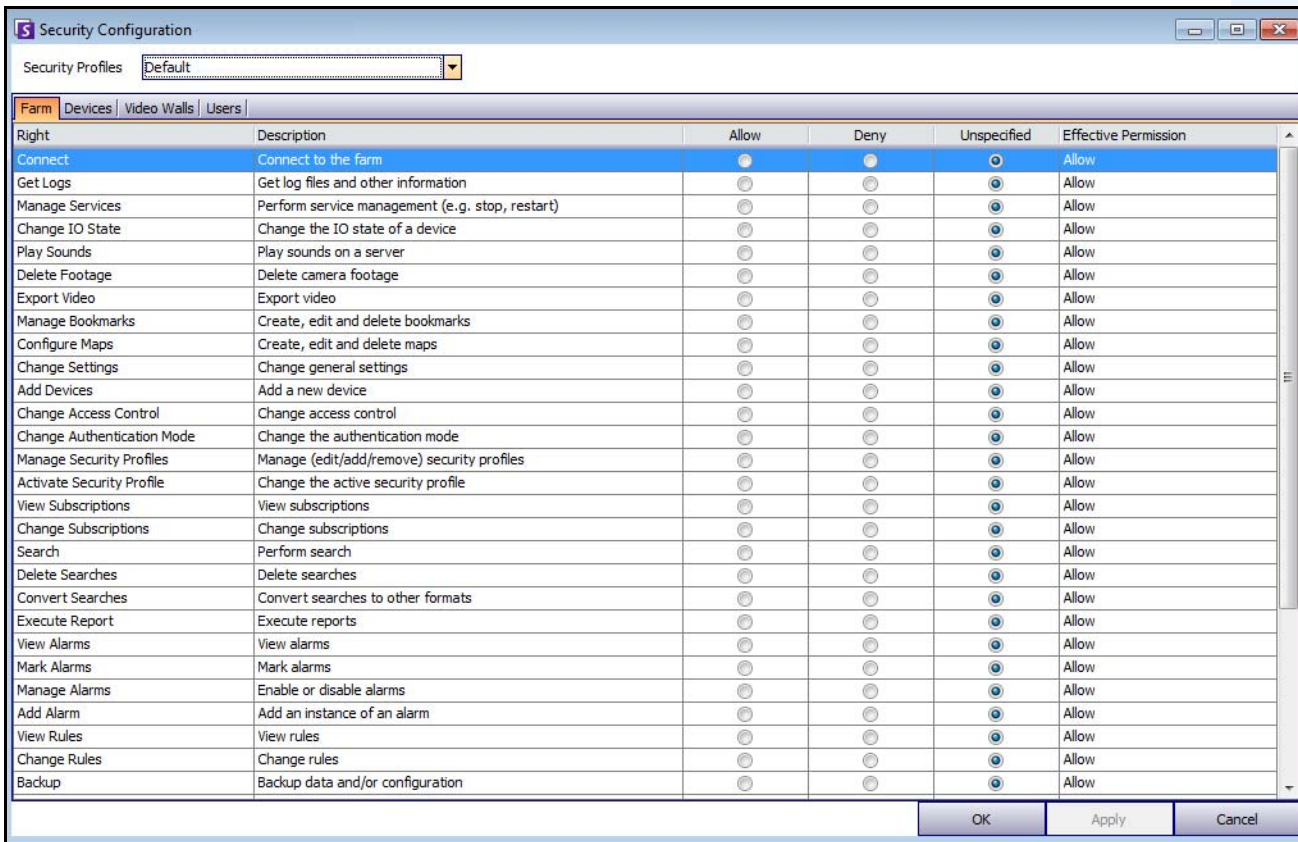 Security Configuration
Security Profiles Default
Farm Devices Video Walls Users
Right Description Allow Deny Unspecified Effective Permission
Connect Connect to the farm Allow
Get Logs Get log files and other information Allow
Manage Services Perform service management (e.g. stop, restart) Allow
Change IO State Change the IO state of a device Allow
Play Sounds Play sounds on a server Allow
Delete Footage Delete camera footage Allow
Export Video Export video Allow
Manage Bookmarks Create, edit and delete bookmarks Allow
Configure Maps Create, edit and delete maps Allow
Change Settings Change general settings Allow
Add Devices Add a new device Allow
Change Access Control Change access control Allow
Change Authentication Mode Change the authentication mode Allow
Manage Security Profiles Manage (edit/add/remove) security profiles Allow
Activate Security Profile Change the active security profile Allow
View Subscriptions View subscriptions Allow
Change Subscriptions Change subscriptions Allow
Search Perform search Allow
Delete Searches Delete searches Allow
Convert Searches Convert searches to other formats Allow
Execute Report Execute reports Allow
View Alarms View alarms Allow
Mark Alarms Mark alarms Allow
Manage Alarms Enable or disable alarms Allow
Add Alarm Add an instance of an alarm Allow
View Rules View rules Allow
Change Rules Change rules Allow
Backup Backup data and/or configuration Allow
OK Apply Cancel